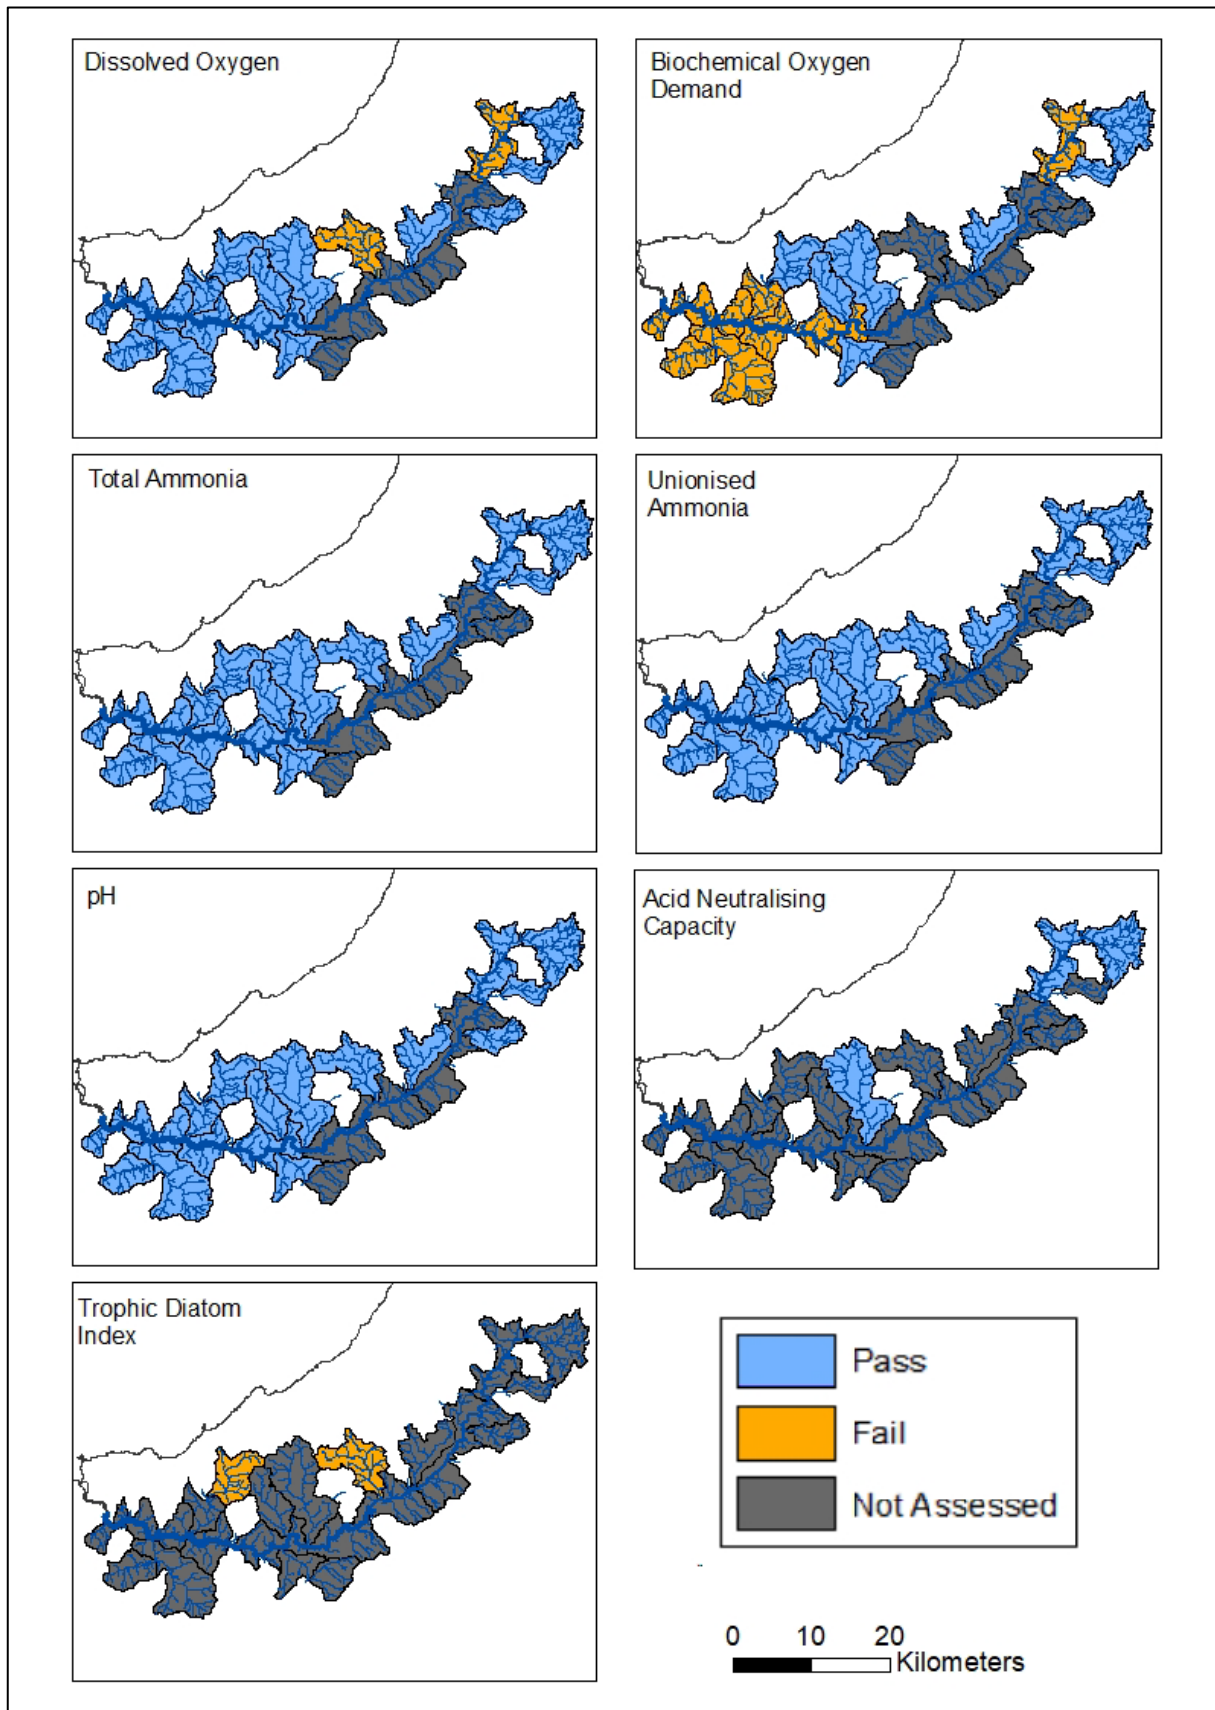 Dissolved Oxygen
Biochemical Oxygen
Demand
Total Ammonia
Unionised
Ammonia
pH
Acid Neutralising
Capacity
Trophic Diatom
Index
Pass
Fail
Not Assessed
0 10 20
Kilometers